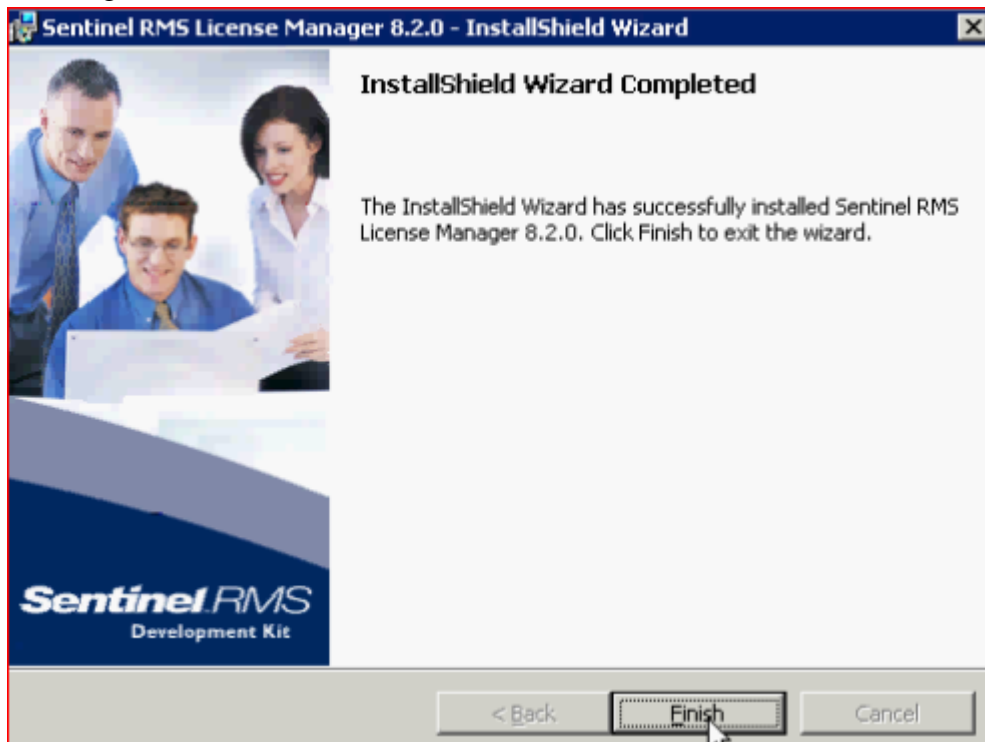 Sentinel RMS License Manager 8.2.0 - InstallShield Wizard
InstallShield Wizard Completed
The InstallShield Wizard has successfully installed Sentinel RMS
License Manager 8.2.0. Click Finish to exit the wizard.
Sentinel.RMS
Development Kit
< Back
Finish
Cancel